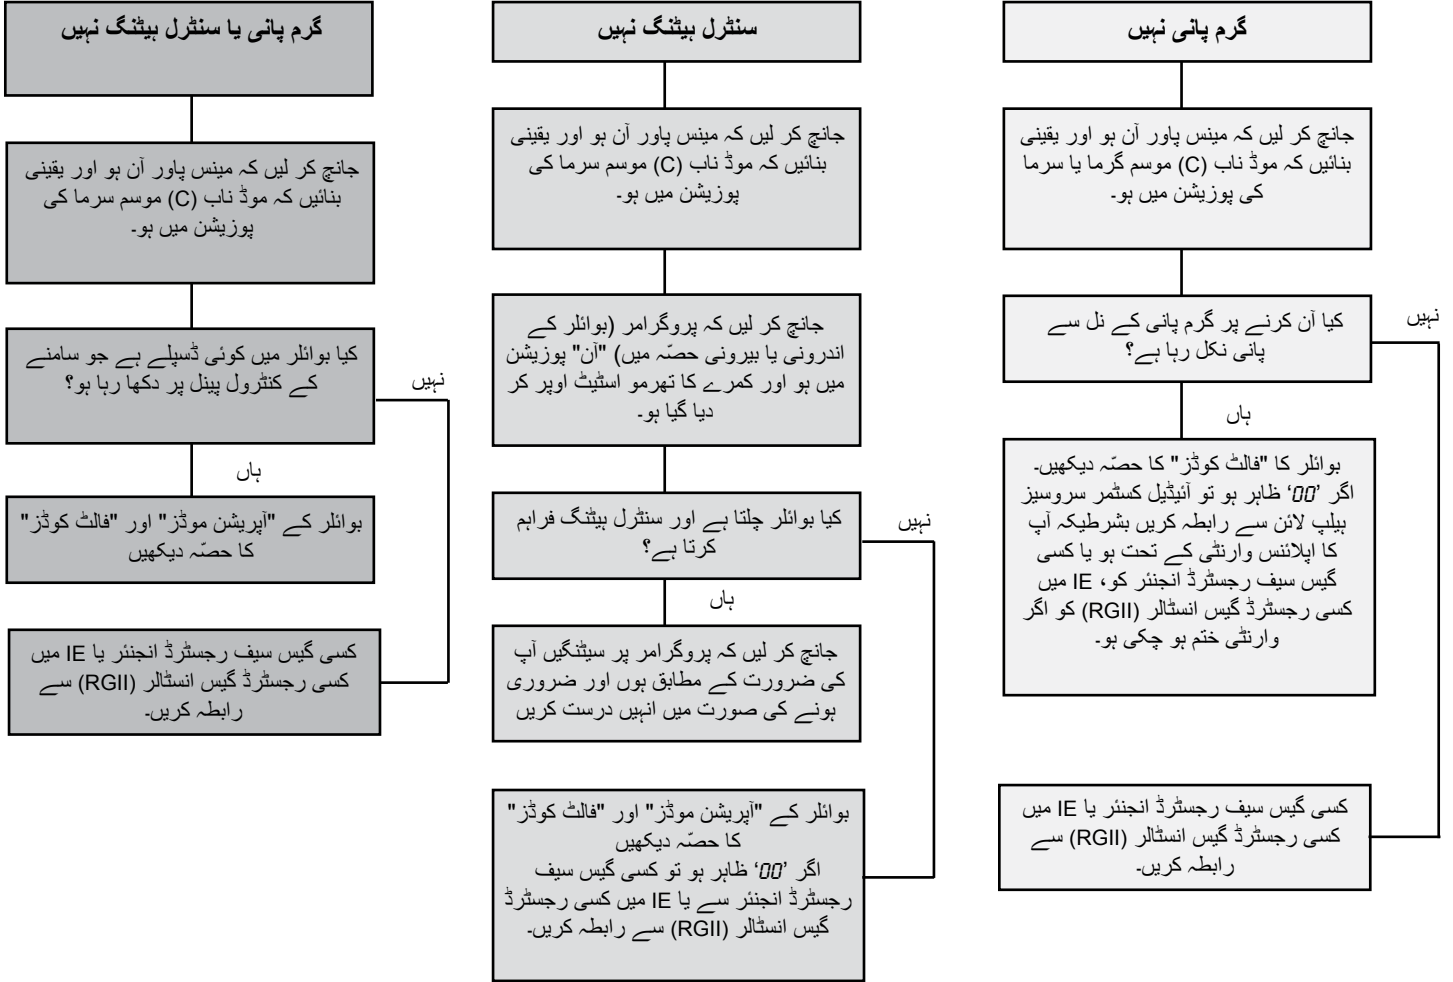 گرم پانی نہیں
جانچ کر لیں کہ مینس پاور آن ہو اور یقینی
بنائیں کہ موڈ ناب (C) موسم گرما یا سرما
کی پوزیشن میں ہو۔
کیا آن کرنے پر گرم پانی کے نل سے
پانی نکل رہا ہے؟
نہیں
ہاں
بوائلر کا "فالٹ کوڈز" کا حصّہ دیکھیں۔
اگر ’00‘ ظاہر ہو تو آئیڈیل کسٹمر سروسیز
ہیلپ لائن سے رابطہ کریں بشرطیکہ آپ
کا اپلائنس وارنٹی کے تحت ہو یا کسی
گیس سیف رجسٹرڈ انجنئر کو، IE میں
کسی رجسٹرڈ گیس انسٹالر (RGII) کو اگر
وارنٹی ختم ہو چکی ہو۔
کسی گیس سیف رجسٹرڈ انجنئر یا IE میں
کسی رجسٹرڈ گیس انسٹالر (RGII) سے
رابطہ کریں۔
سنٹرل ہیٹنگ نہیں
جانچ کر لیں کہ مینس پاور آن ہو اور یقینی
بنائیں کہ موڈ ناب (C) موسم سرما کی
پوزیشن میں ہو۔
جانچ کر لیں کہ پروگرامر (بوائلر کے
اندرونی یا بیرونی حصّہ میں) "آن" پوزیشن
میں ہو اور کمرے کا تھرمو اسٹیٹ اوپر کر
دیا گیا ہو۔
کیا بوائلر چلتا ہے اور سنٹرل ہیٹنگ فراہم
کرتا ہے؟
نہیں
ہاں
جانچ کر لیں کہ پروگرامر پر سیٹنگیں آپ
کی ضرورت کے مطابق ہوں اور ضروری
ہونے کی صورت میں انہیں درست کریں
بوائلر کے "آپریشن موڈز" اور "فالٹ کوڈز"
کا حصّہ دیکھیں
اگر ’00‘ ظاہر ہو تو کسی گیس سیف
رجسٹرڈ انجنئر سے یا IE میں کسی رجسٹرڈ
گیس انسٹالر (RGII) سے رابطہ کریں۔
گرم پانی یا سنٹرل ہیٹنگ نہیں
جانچ کر لیں کہ مینس پاور آن ہو اور یقینی
بنائیں کہ موڈ ناب (C) موسم سرما کی
پوزیشن میں ہو۔
کیا بوائلر میں کوئی ڈسپلے ہے جو سامنے
کے کنٹرول پینل پر دکھا رہا ہو؟
نہیں
ہاں
بوائلر کے "آپریشن موڈز" اور "فالٹ کوڈز"
کا حصّہ دیکھیں
کسی گیس سیف رجسٹرڈ انجنئر یا IE میں
کسی رجسٹرڈ گیس انسٹالر (RGII) سے
رابطہ کریں۔